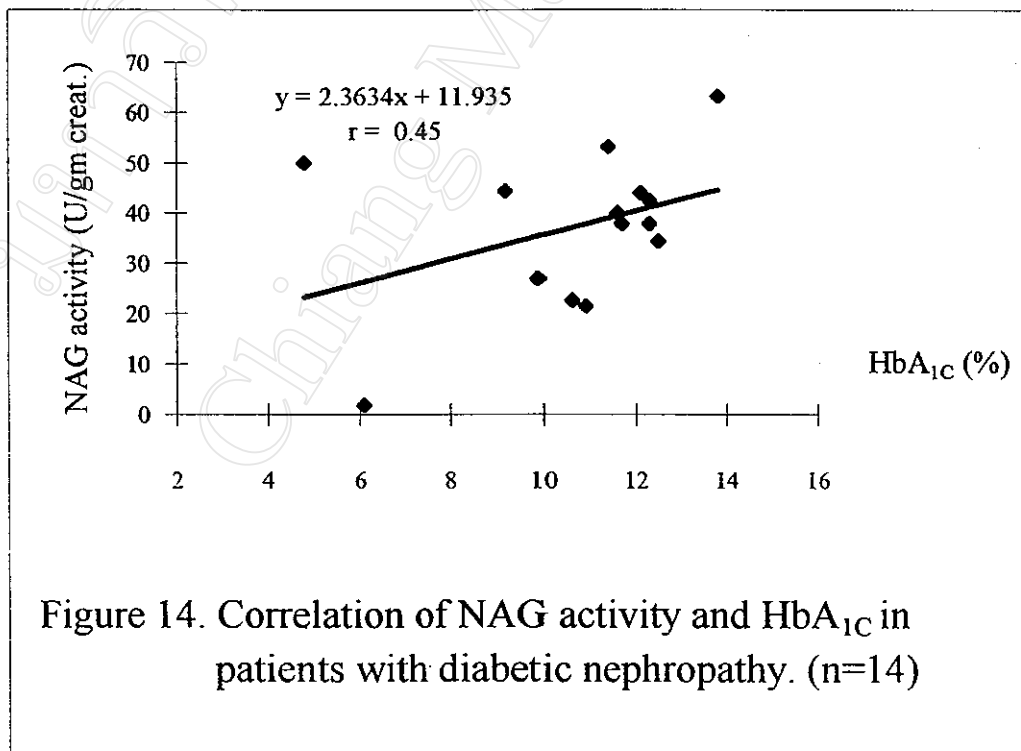 y = 2.3634x + 11.935
r = 0.45
NAG activity (U/gm creat.)
70
60
50
40
30
20
10
0
HbA1C (%)
2 4 6 8 10 12 14 16
Figure 14. Correlation of NAG activity and HbA1C in
patients with diabetic nephropathy. (n=14)
Chiang